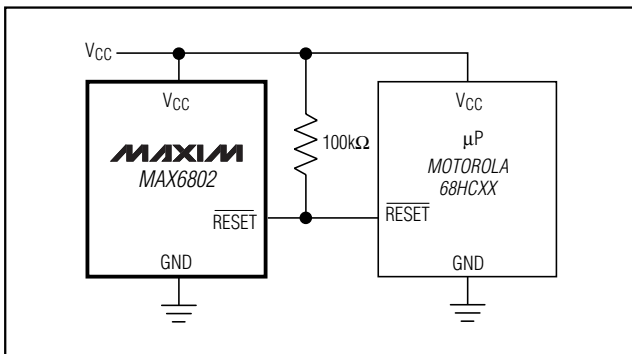 VCC
VCC
MAXIM
MAX6802
RESET
GND
100kΩ
VCC
μP
MOTOROLA
68HCXX
RESET
GND